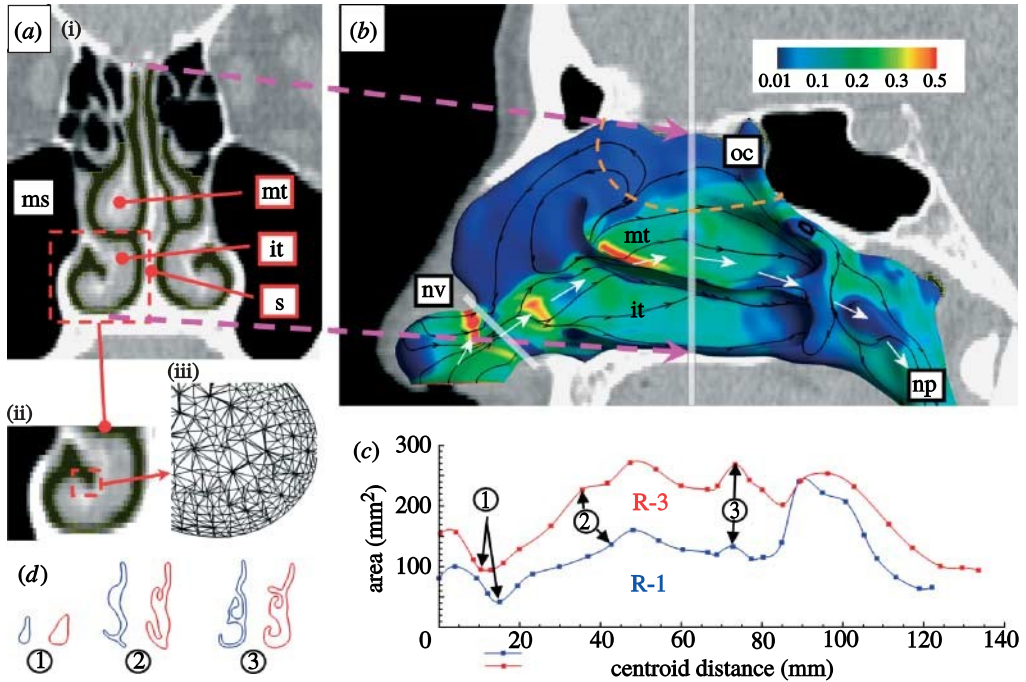 (a)
(i)
ms
mt
it
s
(b)
0.01 0.1 0.2 0.3 0.5
oc
mt
nv
it
np
(ii)
(iii)
(c)
300
200
100
area (mm²)
1
2
3
R-3
R-1
0 20 40 60 80 100 120 140
centroid distance (mm)
(d)
1
2
3